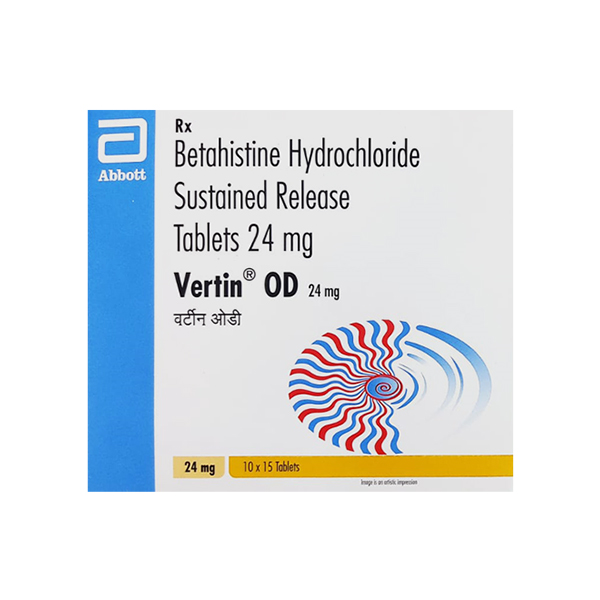 Abbott
Rx
Betahistine Hydrochloride
Sustained Release
Tablets 24 mg
Vertin® OD 24 mg
वर्टीन ओडी
24 mg
10 x 15 Tablets
Image is an artistic impression